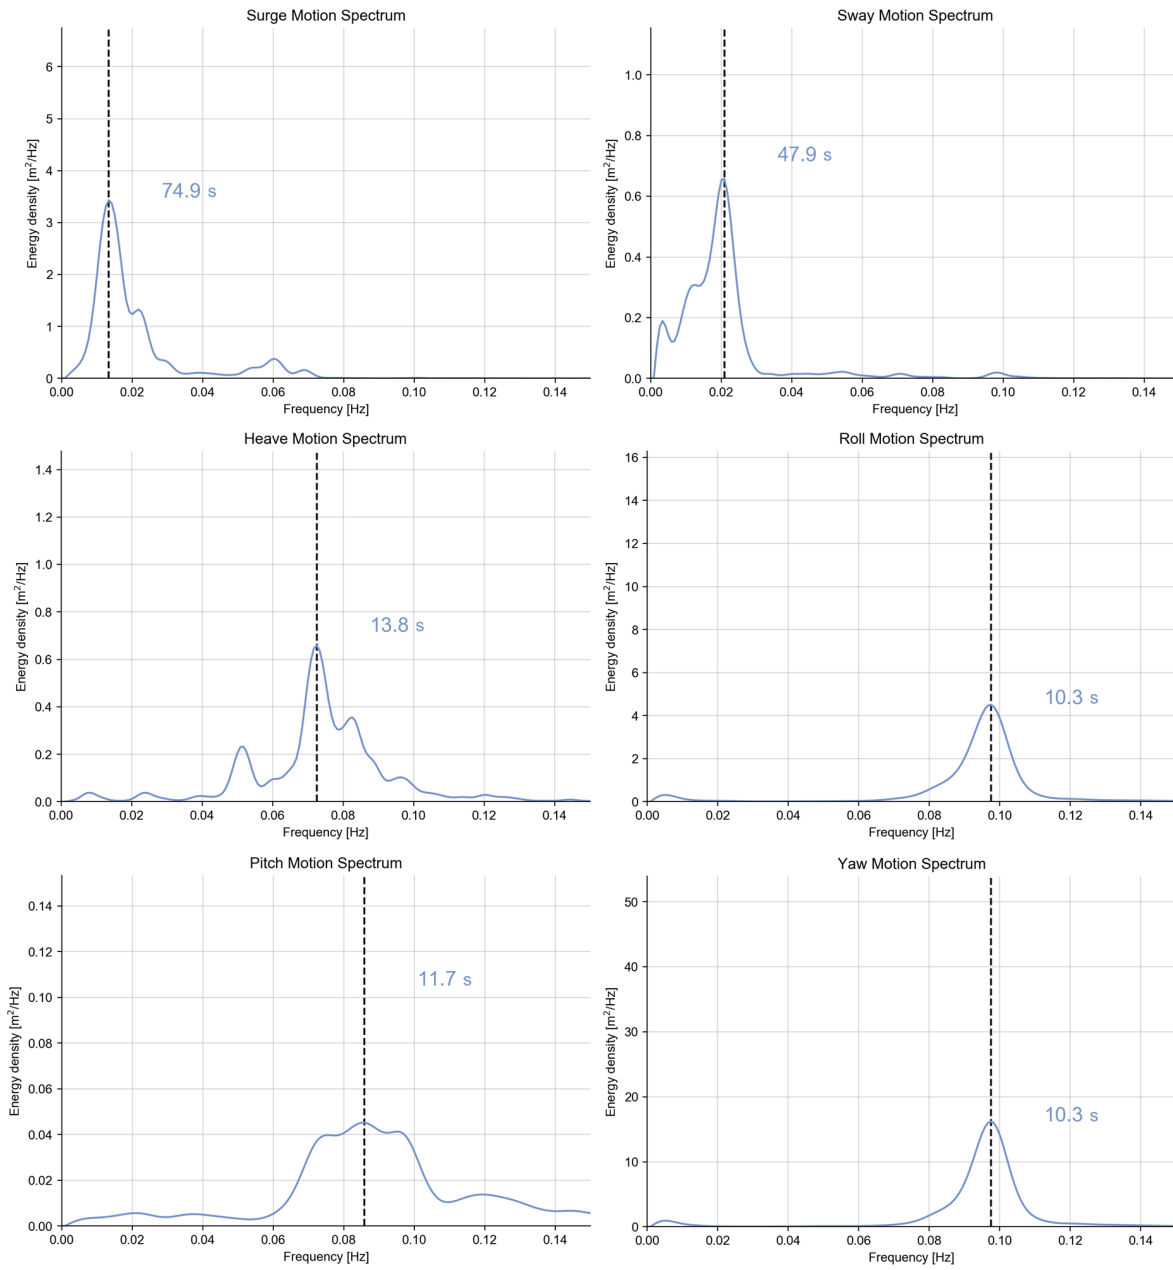 Surge Motion Spectrum
Energy density [m²/Hz]
6
5
4
3
2
1
0
74.9 s
0.00 0.02 0.04 0.06 0.08 0.10 0.12 0.14
Frequency [Hz]
Sway Motion Spectrum
Energy density [m²/Hz]
1.0
0.8
0.6
0.4
0.2
0.0
47.9 s
0.00 0.02 0.04 0.06 0.08 0.10 0.12 0.14
Frequency [Hz]
Heave Motion Spectrum
Energy density [m²/Hz]
1.4
1.2
1.0
0.8
0.6
0.4
0.2
0.0
13.8 s
0.00 0.02 0.04 0.06 0.08 0.10 0.12 0.14
Frequency [Hz]
Roll Motion Spectrum
Energy density [m²/Hz]
16
14
12
10
8
6
4
2
0
10.3 s
0.00 0.02 0.04 0.06 0.08 0.10 0.12 0.14
Frequency [Hz]
Pitch Motion Spectrum
Energy density [m²/Hz]
0.14
0.12
0.10
0.08
0.06
0.04
0.02
0.00
11.7 s
0.00 0.02 0.04 0.06 0.08 0.10 0.12 0.14
Frequency [Hz]
Yaw Motion Spectrum
Energy density [m²/Hz]
50
40
30
20
10
0
10.3 s
0.00 0.02 0.04 0.06 0.08 0.10 0.12 0.14
Frequency [Hz]